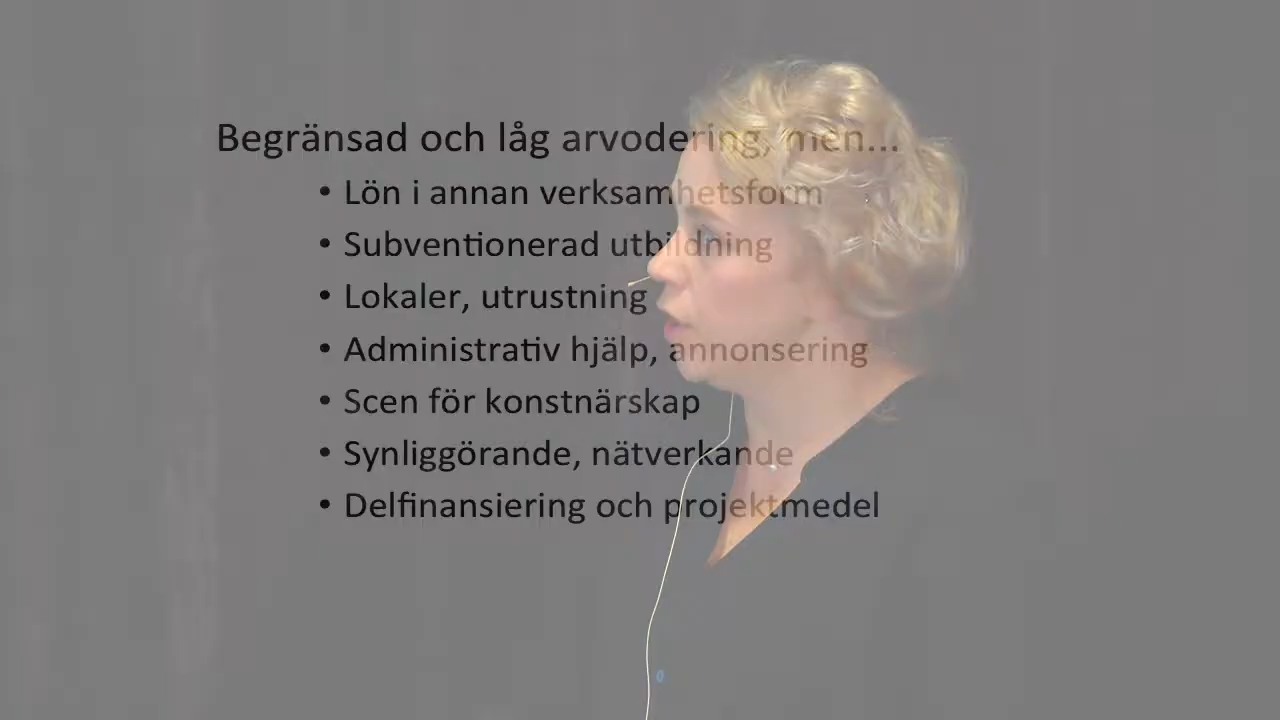 Begränsad och låg arvodering, men...
• Lön i annan verksamhetsform
• Subventionerad utbildning
• Lokaler, utrustning
• Administrativ hjälp, annonsering
• Scen för konstnärskap
• Synliggörande, nätverkande
• Delfinansiering och projektmedel